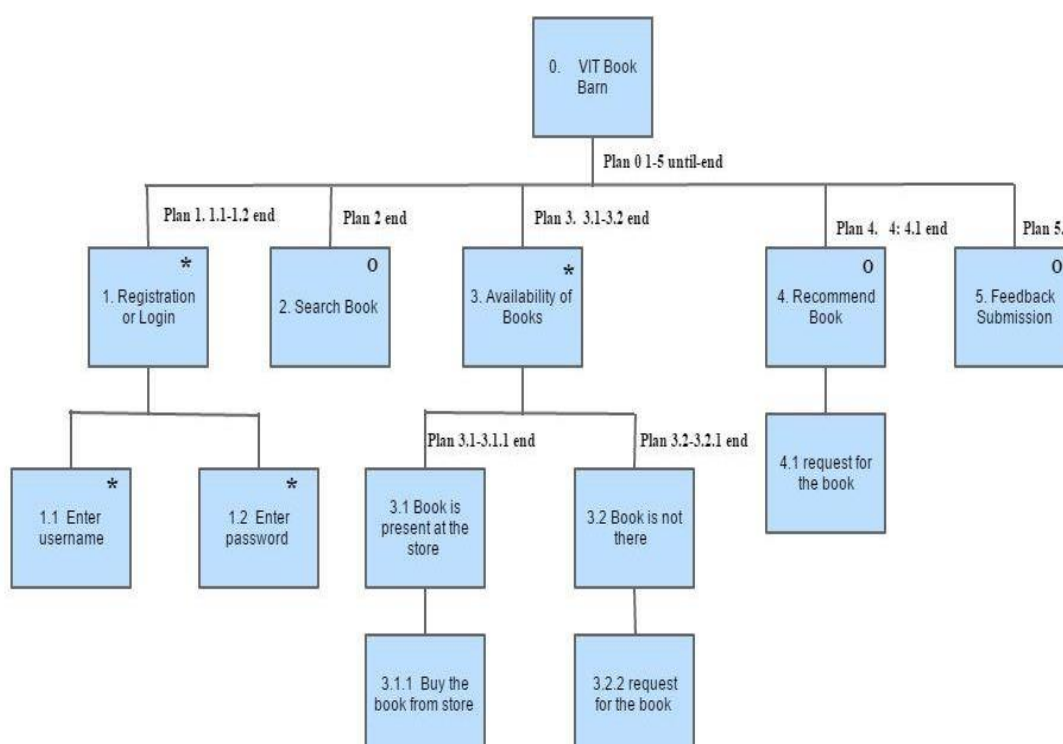 0. VIT Book
Barn
Plan 0 1-5 until-end
Plan 1. 1.1-1.2 end
Plan 2 end
Plan 3. 3.1-3.2 end
Plan 4. 4: 4.1 end
Plan 5.
*
1. Registration
or Login
O
2. Search Book
*
3. Availability of
Books
O
4. Recommend
Book
O
5. Feedback
Submission
Plan 3.1-3.1.1 end
Plan 3.2-3.2.1 end
*
1.1 Enter
username
*
1.2 Enter
password
3.1 Book is
present at the
store
3.2 Book is not
there
4.1 request for
the book
3.1.1 Buy the
book from store
3.2.2 request
for the book